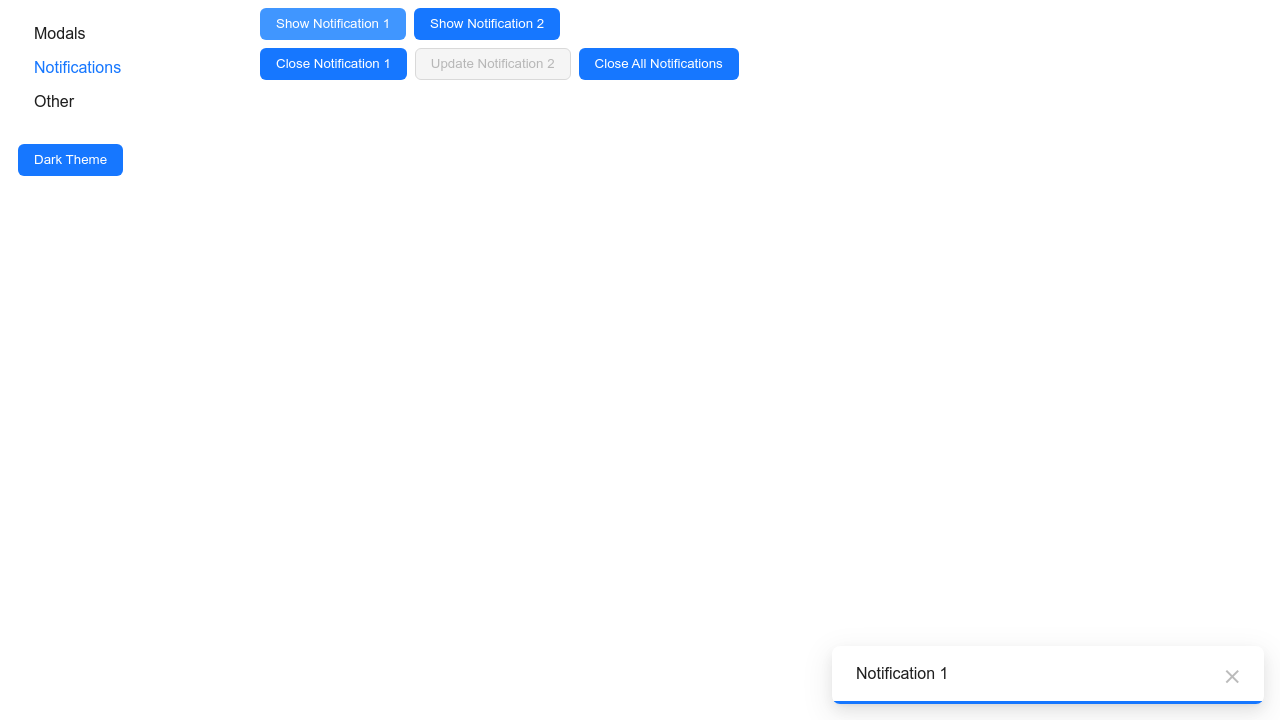 Modals
Notifications
Other
Dark Theme
Show Notification 1 Show Notification 2
Close Notification 1 Update Notification 2 Close All Notifications
Notification 1